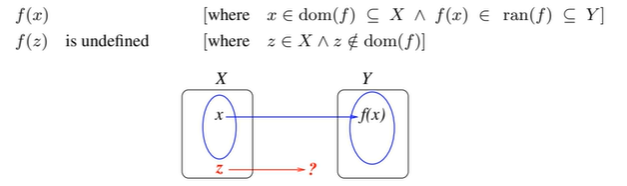 f(x) [where x ∈ dom(f) ⊆ X ∧ f(x) ∈ ran(f) ⊆ Y]
f(z) is undefined [where z ∈ X ∧ z ∉ dom(f)]
X Y
x f(x)
z ?